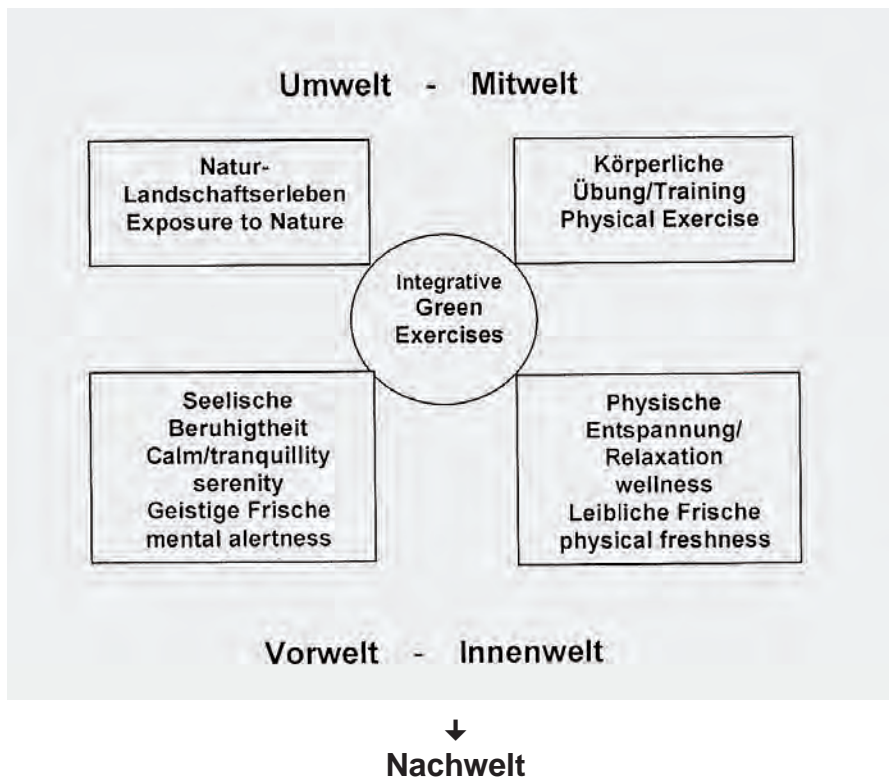 Umwelt - Mitwelt
Natur-
Landschaftserleben
Exposure to Nature
Körperliche
Übung/Training
Physical Exercise
Integrative
Green
Exercises
Seelische
Beruhigtheit
Calm/tranquillity
serenity
Geistige Frische
mental alertness
Physische
Entspannung/
Relaxation
wellness
Leibliche Frische
physical freshness
Vorwelt - Innenwelt
Nachwelt